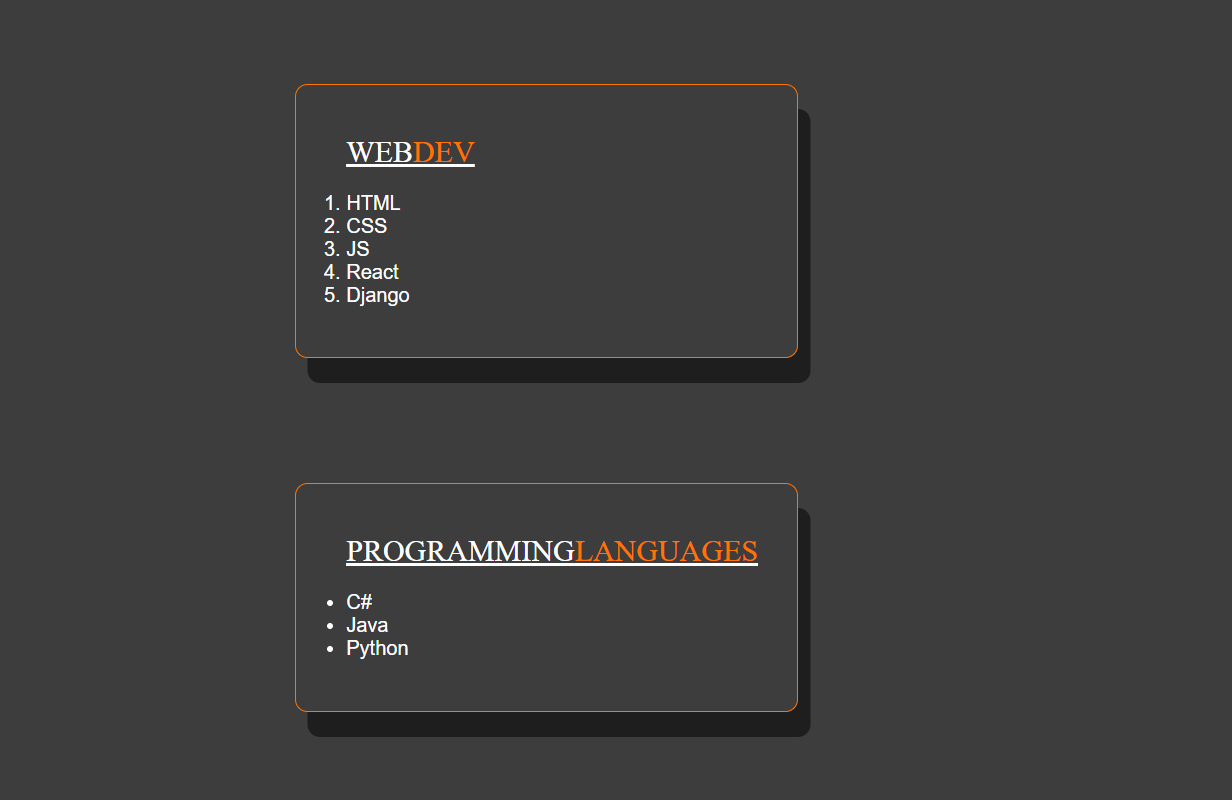 WEBDEV
1. HTML
2. CSS
3. JS
4. React
5. Django
PROGRAMMINGLANGUAGES
• C#
• Java
• Python